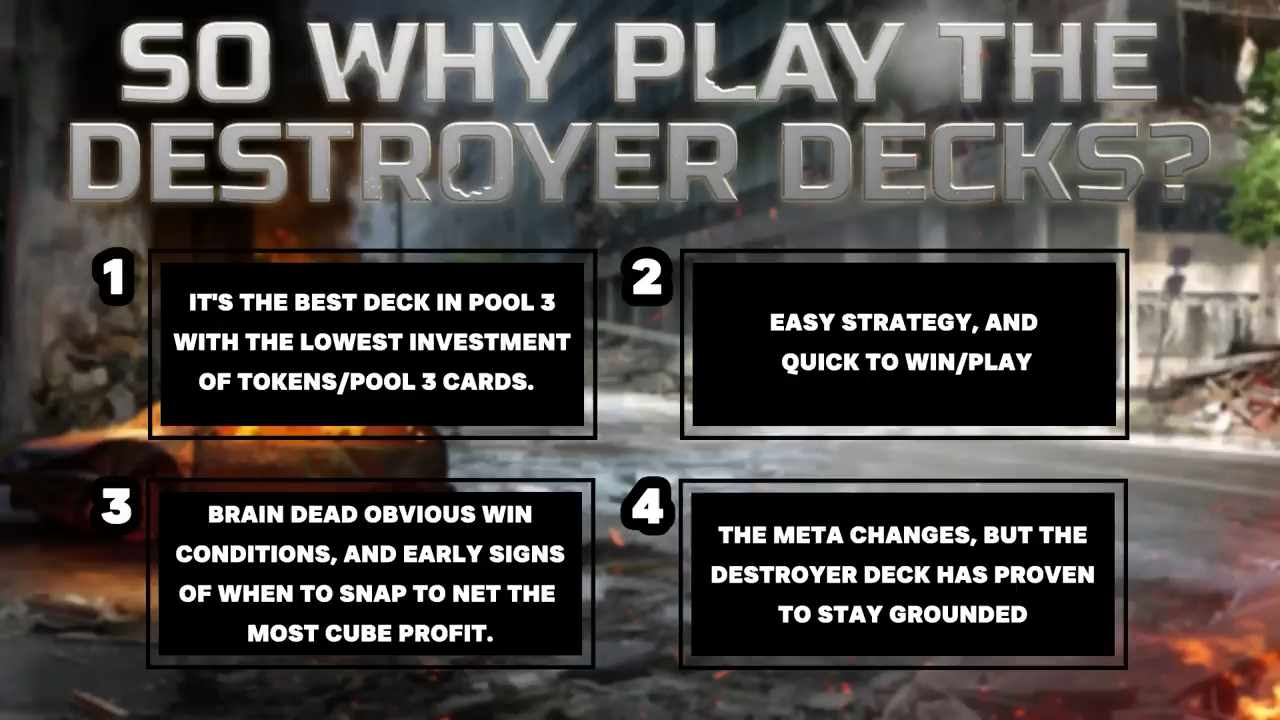 SO WHY PLAY THE
DESTROYER DECKS?
1
IT'S THE BEST DECK IN POOL 3
WITH THE LOWEST INVESTMENT
OF TOKENS/POOL 3 CARDS.
2
EASY STRATEGY, AND
QUICK TO WIN/PLAY
3
BRAIN DEAD OBVIOUS WIN
CONDITIONS, AND EARLY SIGNS
OF WHEN TO SNAP TO NET THE
MOST CUBE PROFIT.
4
THE META CHANGES, BUT THE
DESTROYER DECK HAS PROVEN
TO STAY GROUNDED